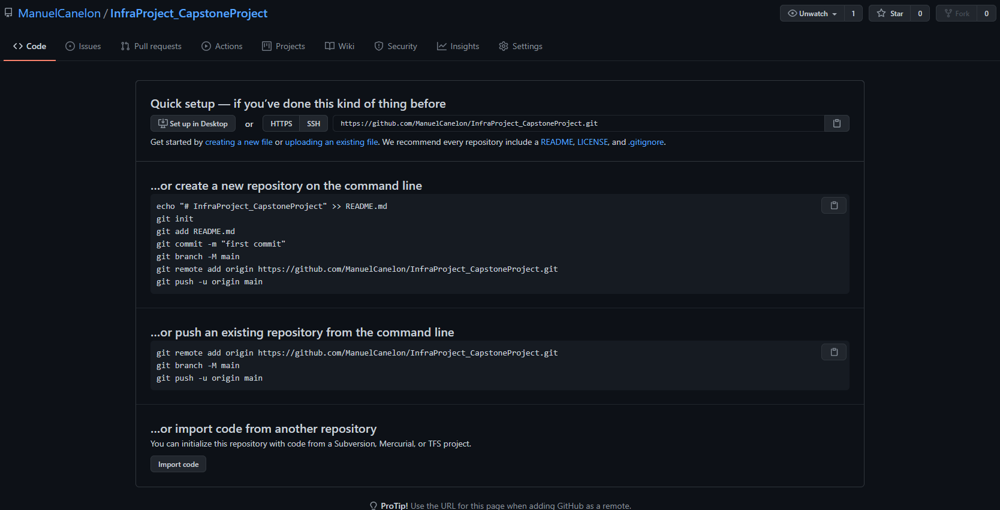 ManuelCanelon / InfraProject_CapstoneProject
Unwatch 1 Star 0 Fork 0
Code Issues Pull requests Actions Projects Wiki Security Insights Settings
Quick setup — if you’ve done this kind of thing before
Set up in Desktop or HTTPS SSH https://github.com/ManuelCanelon/InfraProject_CapstoneProject.git
Get started by creating a new file or uploading an existing file. We recommend every repository include a README, LICENSE, and .gitignore.
…or create a new repository on the command line
echo "# InfraProject_CapstoneProject" >> README.md
git init
git add README.md
git commit -m "first commit"
git branch -M main
git remote add origin https://github.com/ManuelCanelon/InfraProject_CapstoneProject.git
git push -u origin main
…or push an existing repository from the command line
git remote add origin https://github.com/ManuelCanelon/InfraProject_CapstoneProject.git
git branch -M main
git push -u origin main
…or import code from another repository
You can initialize this repository with code from a Subversion, Mercurial, or TFS project.
Import code
ProTip! Use the URL for this page when adding GitHub as a remote.